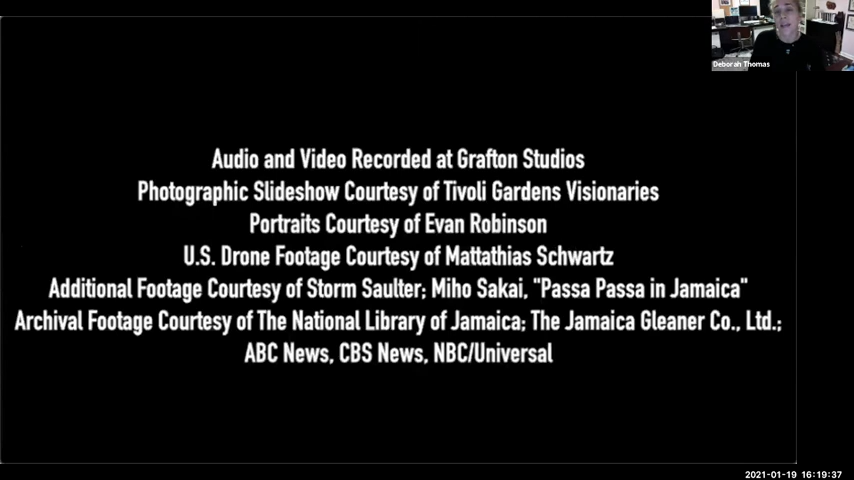 Deborah Thomas
Audio and Video Recorded at Grafton Studios
Photographic Slideshow Courtesy of Tivoli Gardens Visionaries
Portraits Courtesy of Evan Robinson
U.S. Drone Footage Courtesy of Mattathias Schwartz
Additional Footage Courtesy of Storm Saulter; Miho Sakai, "Passa Passa in Jamaica"
Archival Footage Courtesy of The National Library of Jamaica; The Jamaica Gleaner Co., Ltd.;
ABC News, CBS News, NBC/Universal
2021-01-19 16:19:37